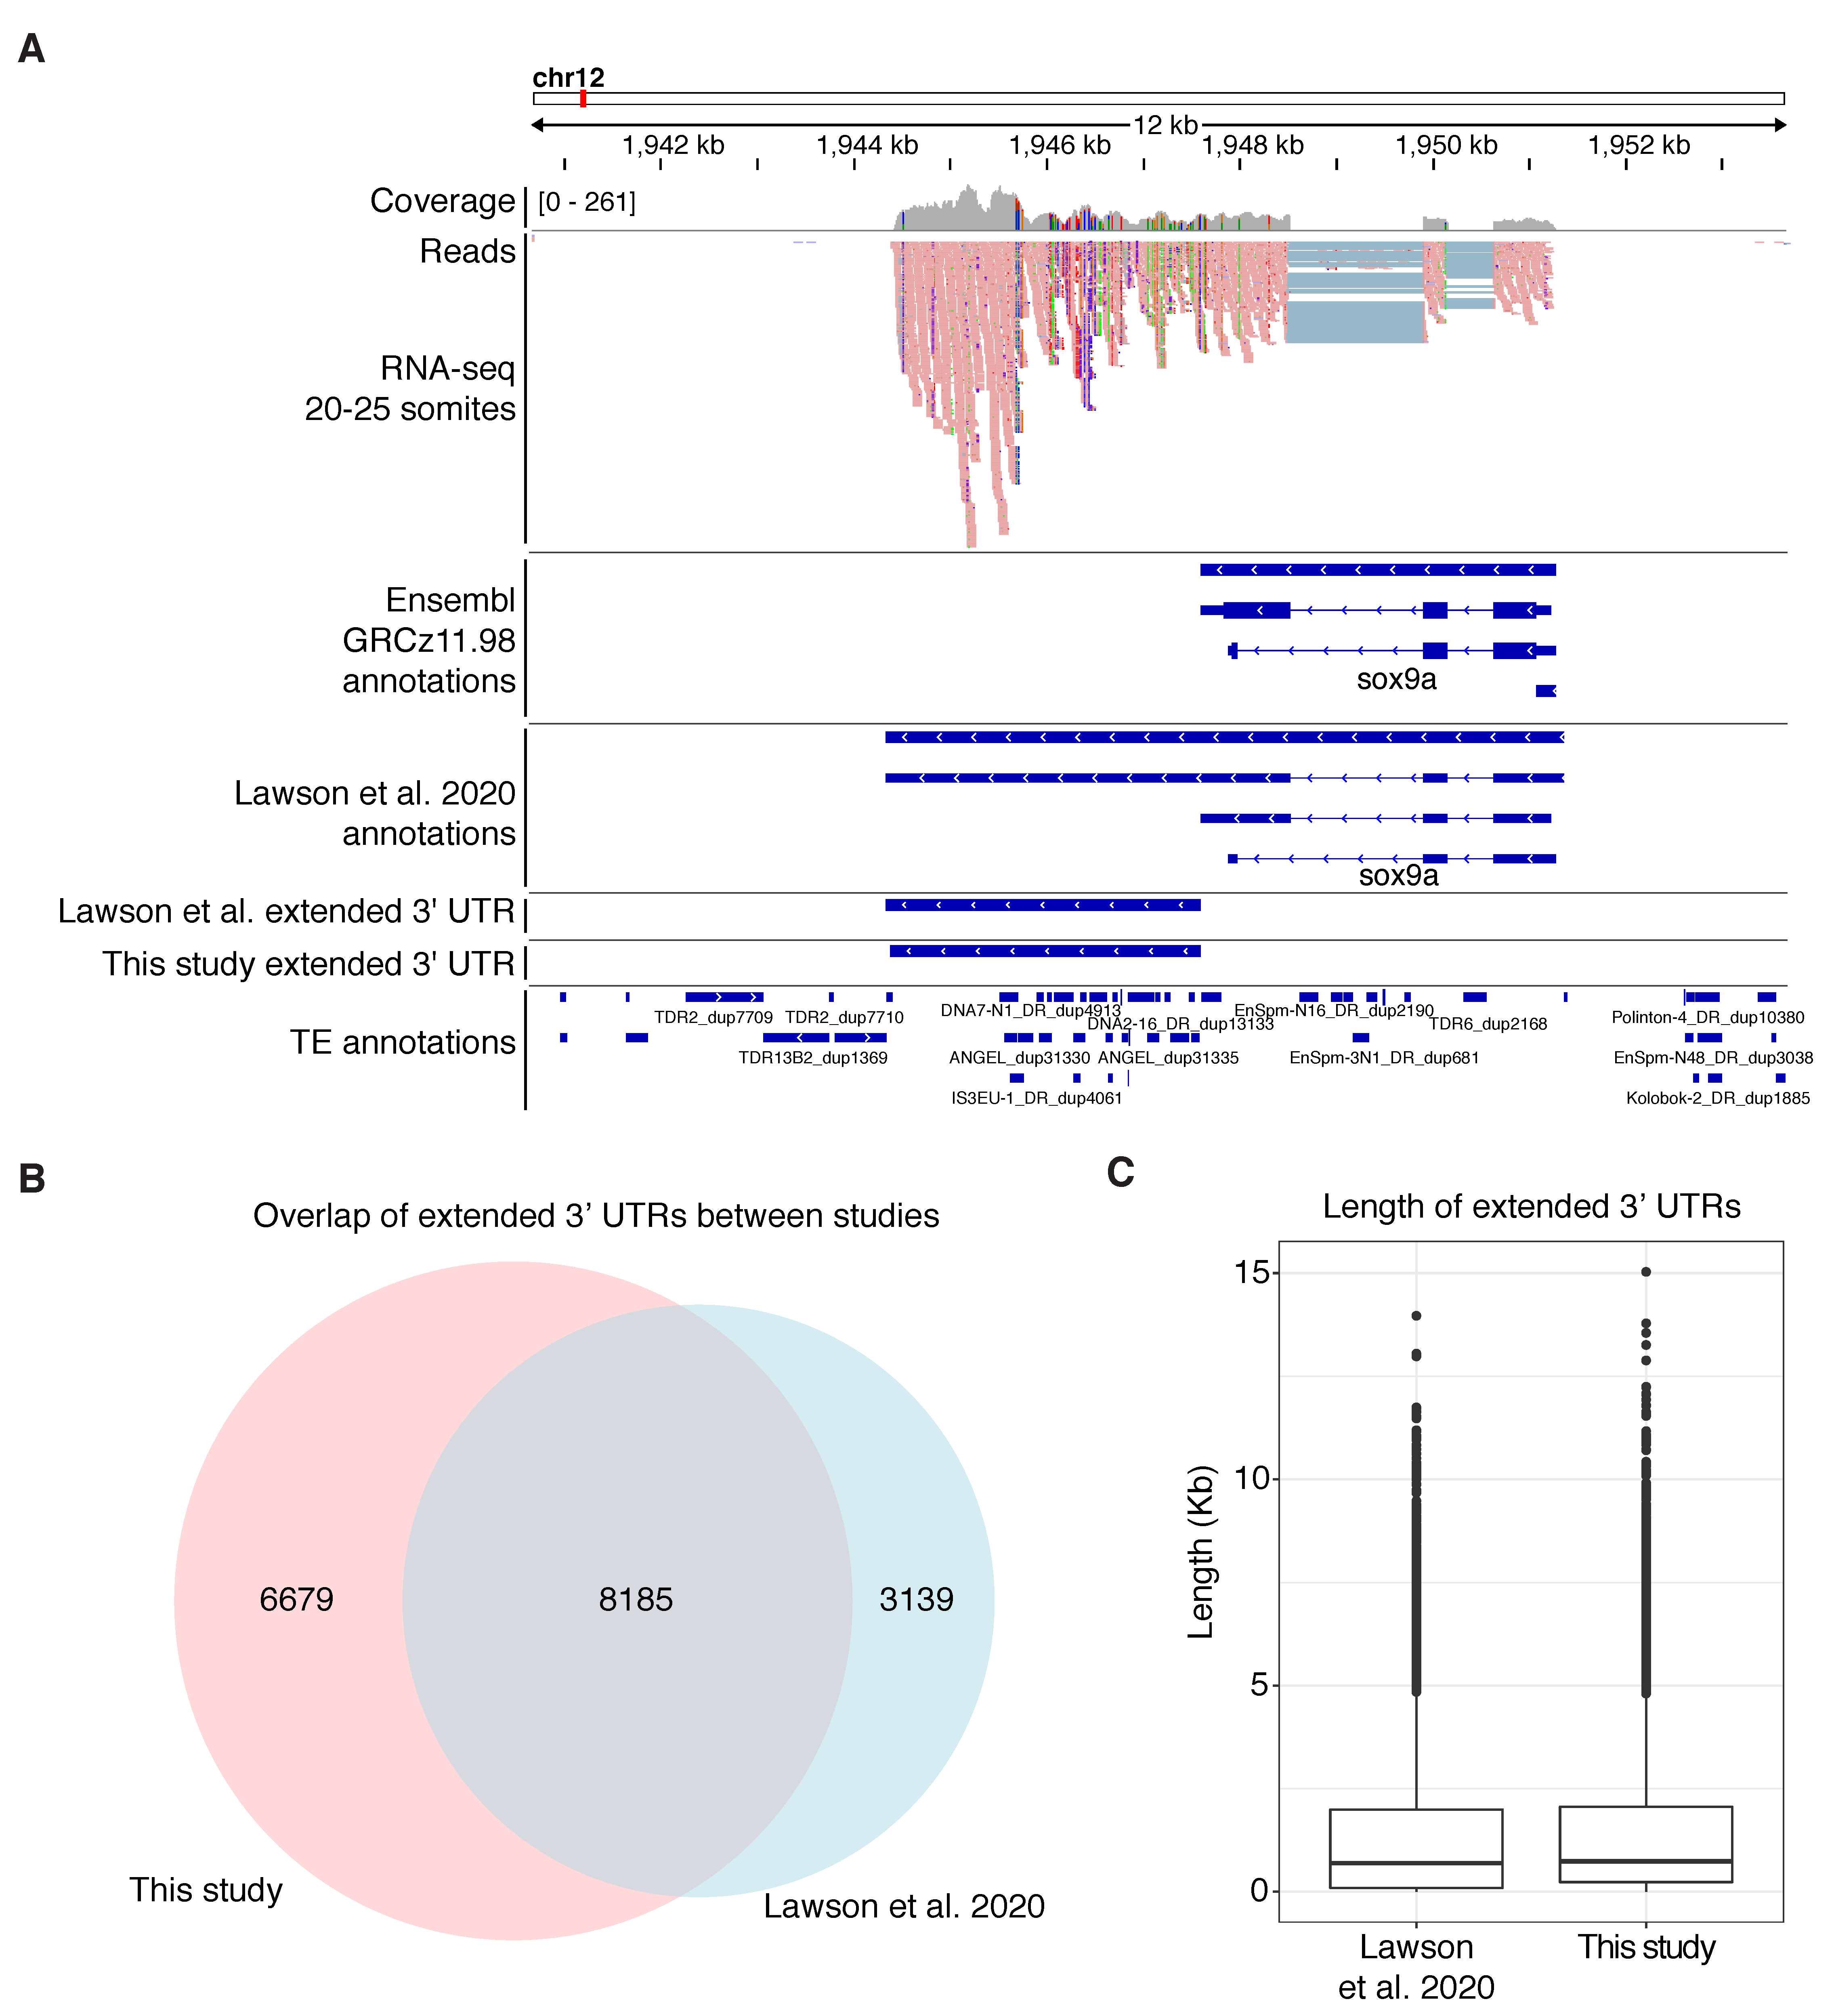 A
chr12
12 kb
1,942 kb 1,944 kb 1,946 kb 1,948 kb 1,950 kb 1,952 kb
Coverage [0 - 261]
Reads
RNA-seq
20-25 somites
Ensembl
GRCz11.98
annotations
sox9a
Lawson et al. 2020
annotations
sox9a
Lawson et al. extended 3' UTR
This study extended 3' UTR
TE annotations
TDR2_dup7709 TDR2_dup7710 DNA7-N1_DR_dup4913 EnSpm-N16_DR_dup2190
DNA2-16_DR_dup13133 TDR6_dup2168 Polinton-4_DR_dup10380
TDR13B2_dup1369 ANGEL_dup31330 ANGEL_dup31335 EnSpm-3N1_DR_dup681 EnSpm-N48_DR_dup3038
IS3EU-1_DR_dup4061 Kolobok-2_DR_dup1885
B
Overlap of extended 3’ UTRs between studies
6679 8185 3139
This study
Lawson et al. 2020
C
Length of extended 3’ UTRs
Length (Kb)
15
10
5
0
Lawson
et al. 2020
This study